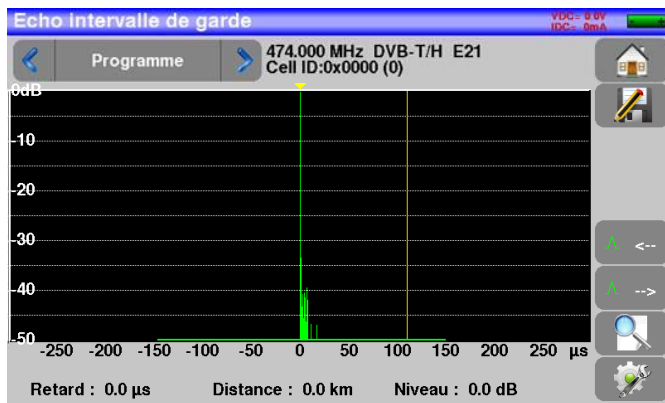 Echo intervalle de garde
VDC= 0.0V
IDC= 0mA
Programme
474.000 MHz DVB-T/H E21
Cell ID:0x0000 (0)
0dB
-10
-20
-30
-40
-50
-250 -200 -150 -100 -50 0 50 100 150 200 250 µs
<--
-->
Retard : 0.0 µs Distance : 0.0 km Niveau : 0.0 dB